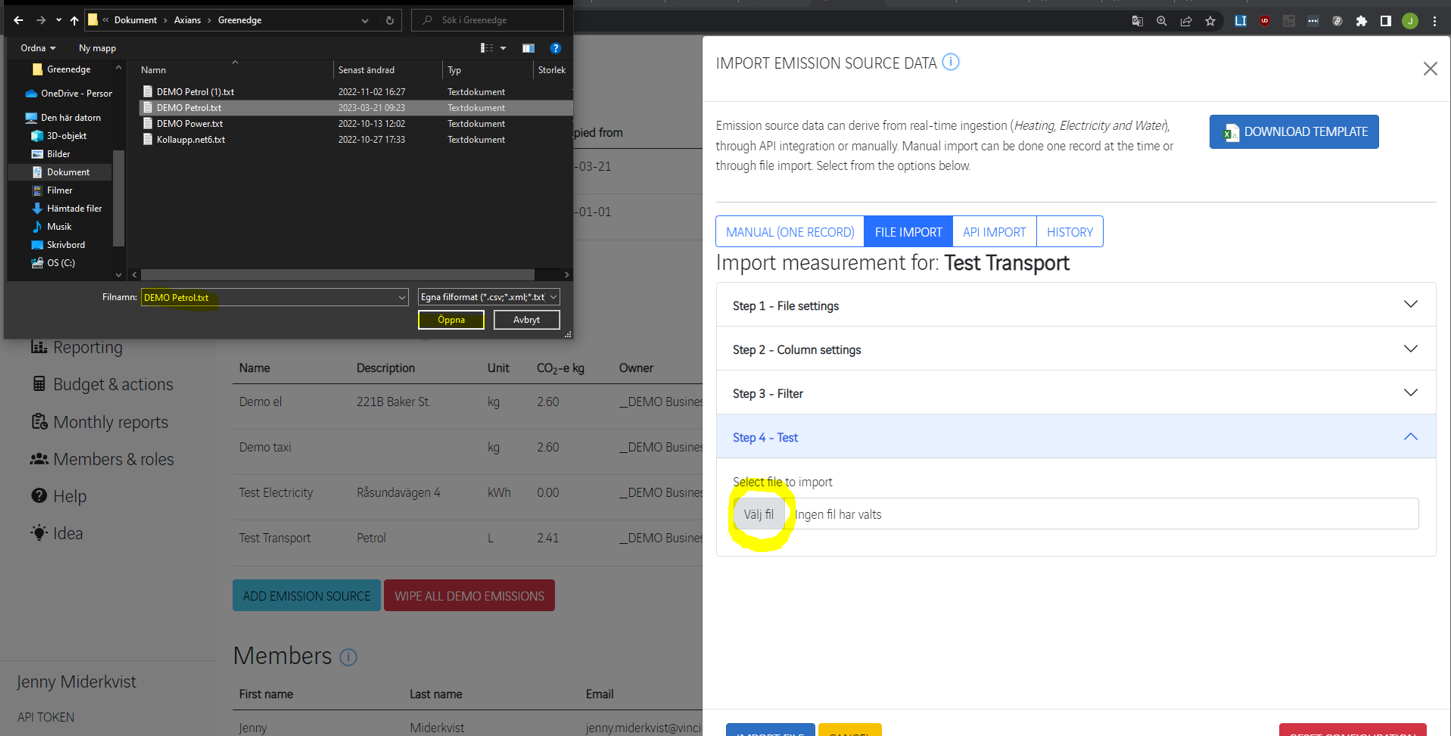 « Dokument › Axians › Greenedge
Sök i Greenedge
Ordna
Ny mapp
Greenedge
OneDrive - Person
Den här datorn
3D-objekt
Bilder
Dokument
Filmer
Hämtade filer
Musik
Skrivbord
OS (C:)
Namn Senast ändrad Typ Storlek
DEMO Petrol (1).txt 2022-11-02 16:27 Textdokument
DEMO Petrol.txt 2023-03-21 09:23 Textdokument
DEMO Power.txt 2022-10-13 12:02 Textdokument
Kollaupp.net6.txt 2022-10-27 17:33 Textdokument
Filnamn: DEMO Petrol.txt Egna filformat (*.csv;*.xml;*.txt
Öppna Avbryt
pied from
-03-21
-01-01
Reporting
Budget & actions
Monthly reports
Members & roles
Help
Idea
Jenny Miderkvist
API TOKEN
Name Description Unit CO₂-e kg Owner
Demo el 221B Baker St. kg 2.60 __DEMO Busines
Demo taxi kg 2.60 __DEMO Busines
Test Electricity Råsundavägen 4 kWh 0.00 __DEMO Busines
Test Transport Petrol L 2.41 __DEMO Busines
ADD EMISSION SOURCE WIPE ALL DEMO EMISSIONS
Members
First name Last name Email
Jenny Miderkvist jenny.miderkvist@vinci
IMPORT EMISSION SOURCE DATA
Emission source data can derive from real-time ingestion (Heating, Electricity and Water),
through API integration or manually. Manual import can be done one record at the time or
through file import. Select from the options below.
DOWNLOAD TEMPLATE
MANUAL (ONE RECORD) FILE IMPORT API IMPORT HISTORY
Import measurement for: Test Transport
Step 1 - File settings
Step 2 - Column settings
Step 3 - Filter
Step 4 - Test
Select file to import
Välj fil Ingen fil har valts
IMPORT FILE CANCEL RESET CONFIGURATION